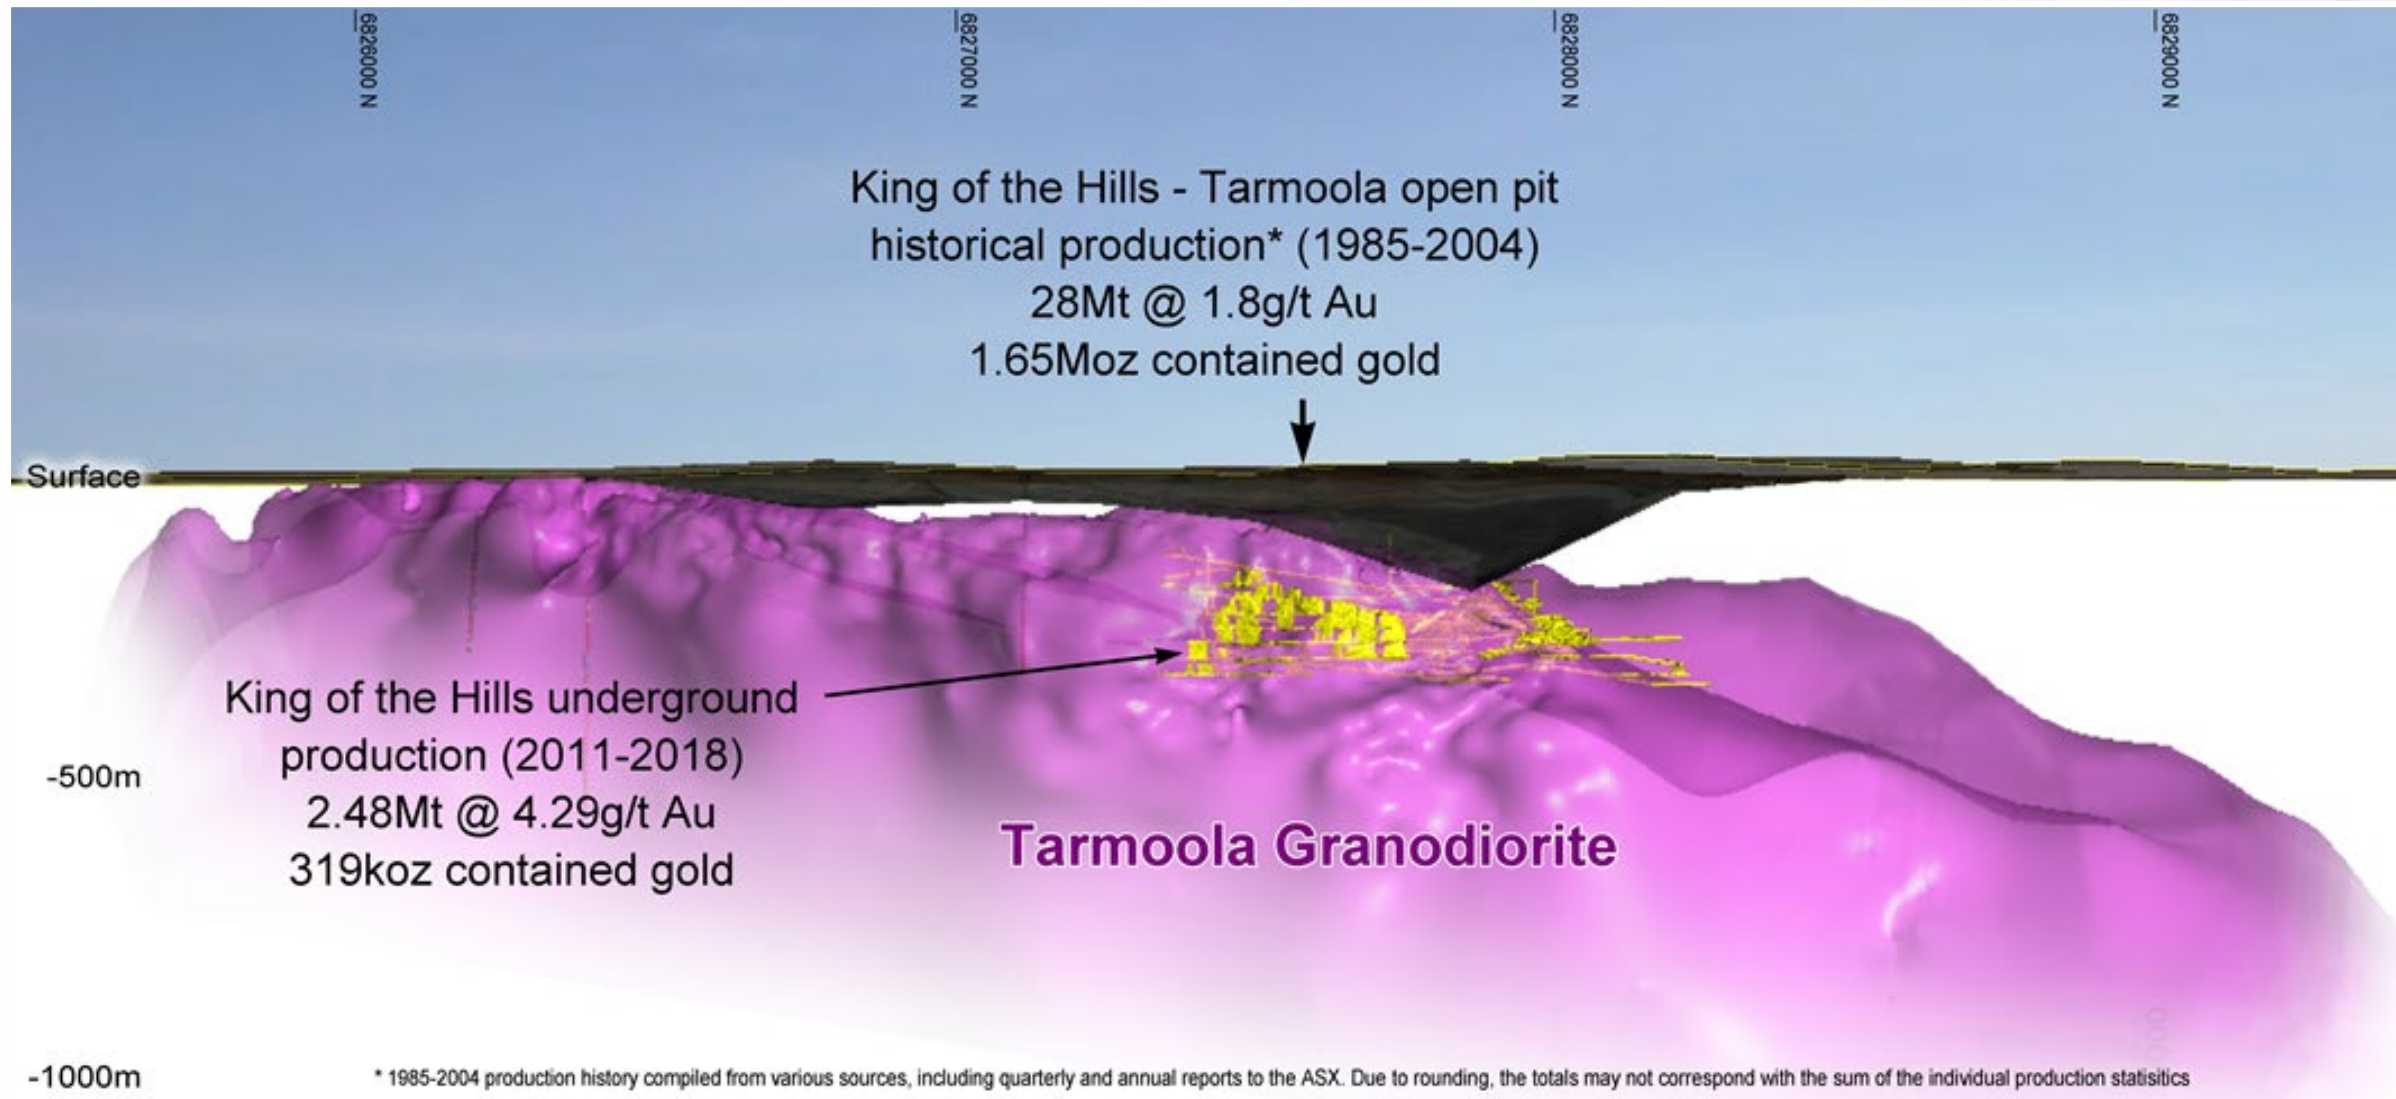 6826000 N
6827000 N
6828000 N
6829000 N
King of the Hills - Tarmoola open pit
historical production* (1985-2004)
28Mt @ 1.8g/t Au
1.65Moz contained gold
Surface
King of the Hills underground
production (2011-2018)
2.48Mt @ 4.29g/t Au
319koz contained gold
-500m
Tarmoola Granodiorite
-1000m
* 1985-2004 production history compiled from various sources, including quarterly and annual reports to the ASX. Due to rounding, the totals may not correspond with the sum of the individual production statisitics